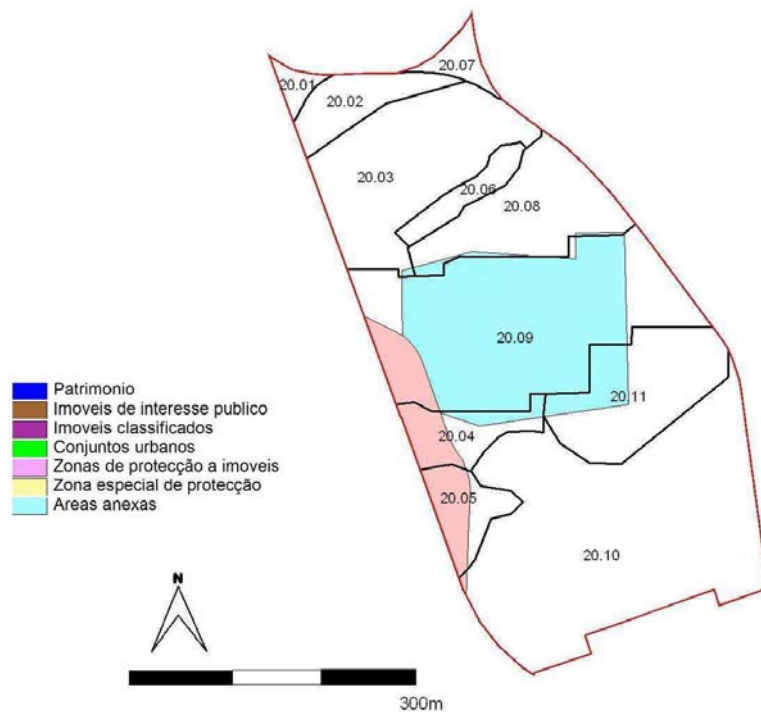 20.07
20.01
20.02
20.03
20.06
20.08
20.09
20.11
20.04
20.05
20.10
Patrimonio
Imoveis de interesse publico
Imoveis classificados
Conjuntos urbanos
Zonas de protecção a imoveis
Zona especial de protecção
Areas anexas
N
300m